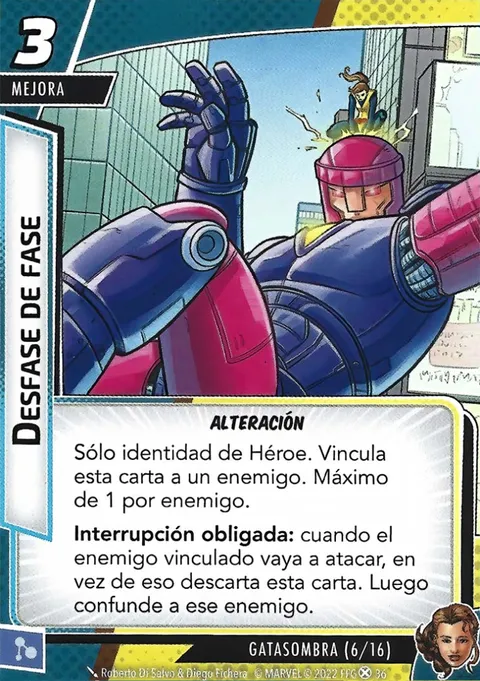 3
MEJORA
DESFASE DE FASE
ALTERACIÓN
Sólo identidad de Héroe. Vincula
esta carta a un enemigo. Máximo
de 1 por enemigo.
Interrupción obligada: cuando el
enemigo vinculado vaya a atacar, en
vez de eso descarta esta carta. Luego
confunde a ese enemigo.
GATASOMBRA (6/16)
Roberto Di Salvo & Diego Fichera © MARVEL © 2022 FFG 36